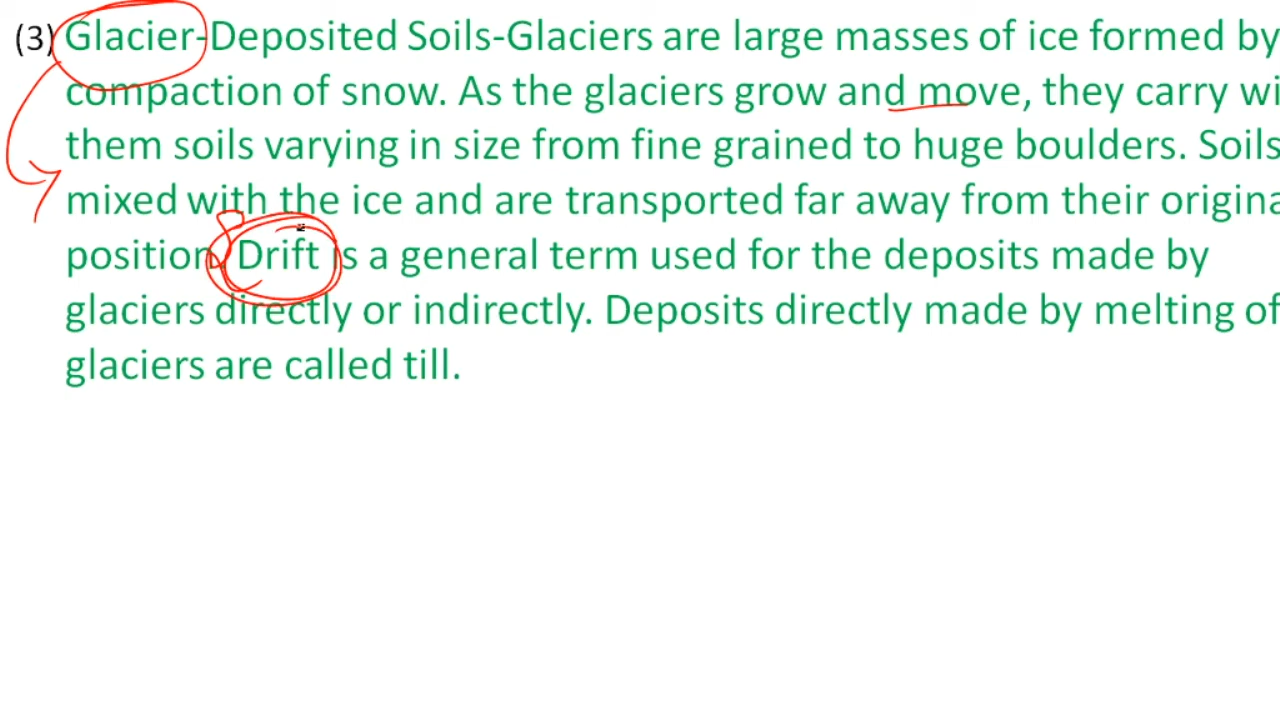 (3) Glacier-Deposited Soils-Glaciers are large masses of ice formed by
compaction of snow. As the glaciers grow and move, they carry wi
them soils varying in size from fine grained to huge boulders. Soils
mixed with the ice and are transported far away from their origina
position. Drift is a general term used for the deposits made by
glaciers directly or indirectly. Deposits directly made by melting of
glaciers are called till.